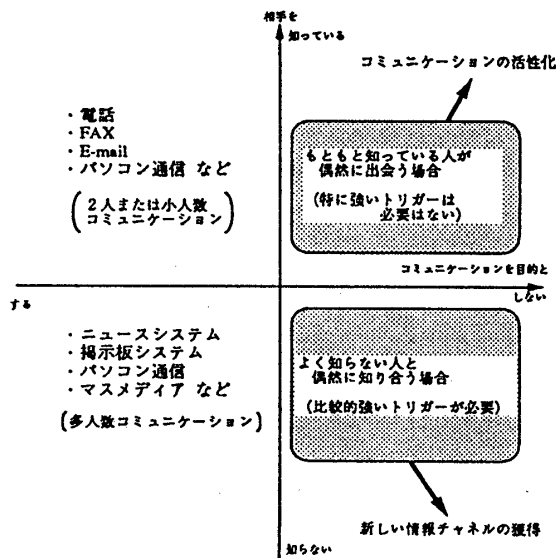 相手を
知っている
コミュニケーションの活性化
・ 電話
・ FAX
・ E-mail
・ パソコン通信 など
(２人または小人数
コミュニケーション)
もともと知っている人が
偶然に出会う場合
(特に強いトリガーは
必要はない)
コミュニケーションを目的と
する
しない
・ ニュースシステム
・ 掲示板システム
・ パソコン通信
・ マスメディア など
(多人数コミュニケーション)
よく知らない人と
偶然に知り合う場合
(比較的強いトリガーが必要)
新しい情報チャネルの獲得
知らない